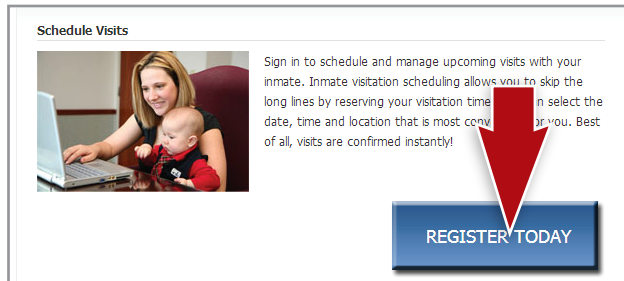 Schedule Visits
Sign in to schedule and manage upcoming visits with your
inmate. Inmate visitation scheduling allows you to skip the
long lines by reserving your visitation time select the
date, time and location that is most for you. Best
of all, visits are confirmed instantly!
REGISTER TODAY